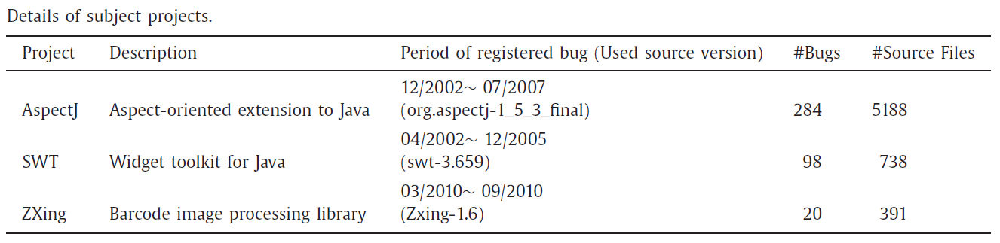 Details of subject projects.
Project Description Period of registered bug (Used source version) #Bugs #Source Files
12/2002~ 07/2007
AspectJ Aspect-oriented extension to Java (org.aspectj-1_5_3_final) 284 5188
04/2002~ 12/2005
SWT Widget toolkit for Java (swt-3.659) 98 738
03/2010~ 09/2010
ZXing Barcode image processing library (Zxing-1.6) 20 391